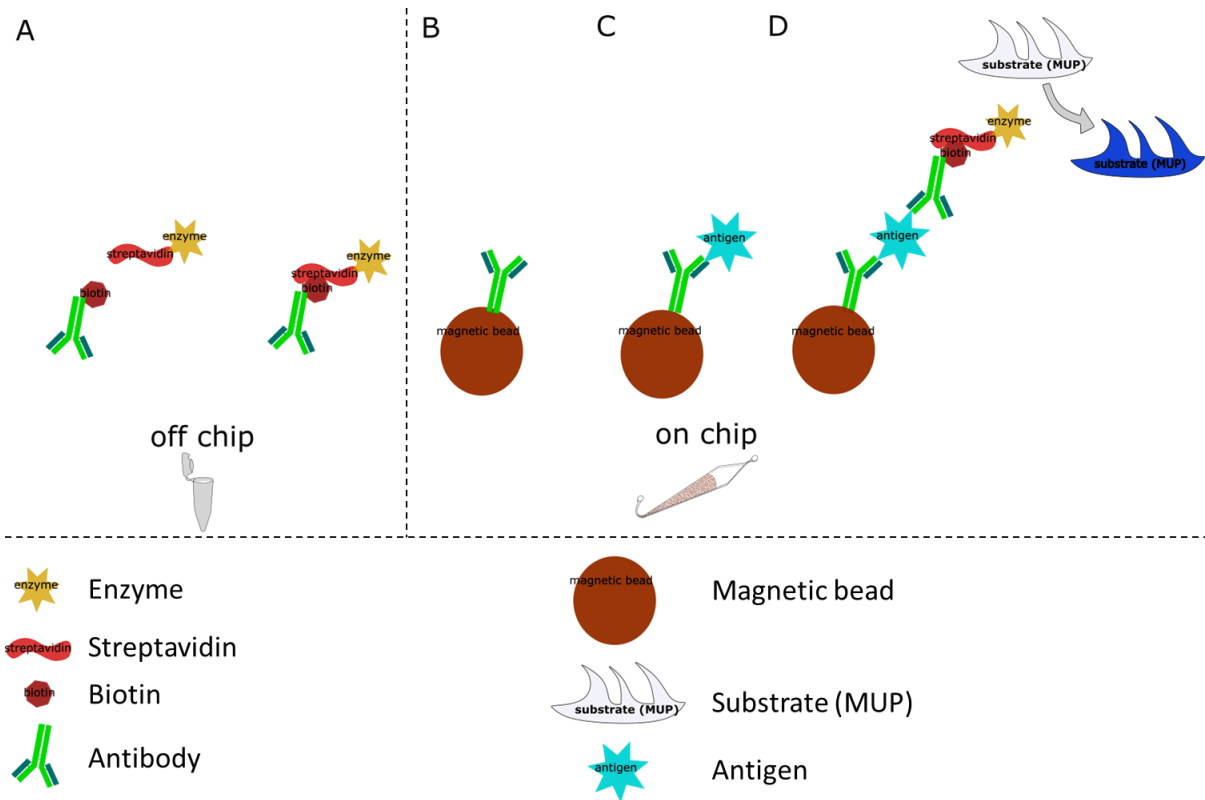 A
B
C
D
substrate (MUP)
enzyme
streptavidin
biotin
substrate (MUP)
enzyme
streptavidin
biotin
enzyme
streptavidin
biotin
antigen
antigen
magnetic bead
magnetic bead
magnetic bead
off chip
on chip
enzyme
Enzyme
streptavidin
Streptavidin
biotin
Biotin
Antibody
magnetic bead
Magnetic bead
substrate (MUP)
Substrate (MUP)
antigen
Antigen